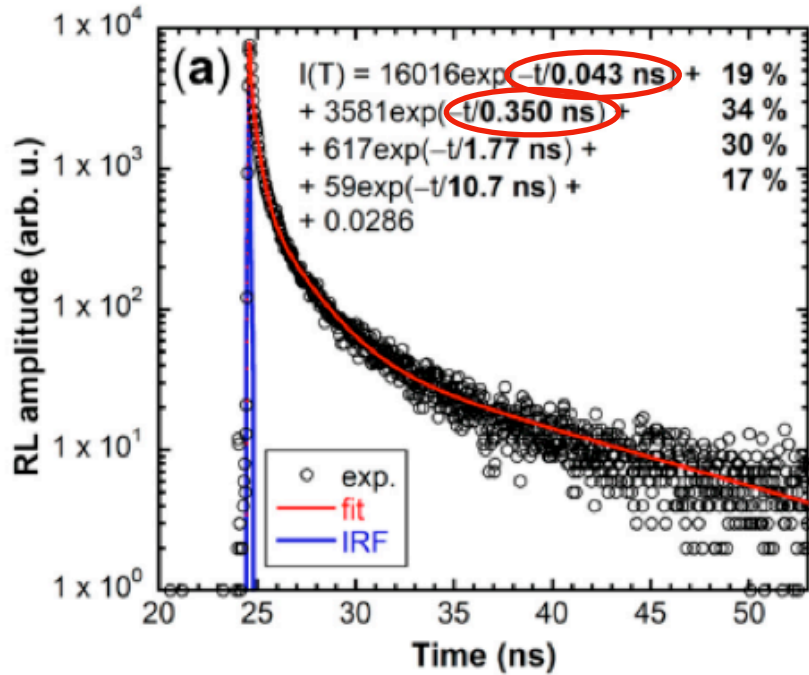 1 x 10⁴
(a) I(T) = 16016exp(–t/0.043 ns) + 19 %
+ 3581exp(–t/0.350 ns) + 34 %
+ 617exp(–t/1.77 ns) + 30 %
+ 59exp(–t/10.7 ns) + 17 %
+ 0.0286
1 x 10³
1 x 10²
1 x 10¹
1 x 10⁰
RL amplitude (arb. u.)
exp.
fit
IRF
20 25 30 35 40 45 50
Time (ns)